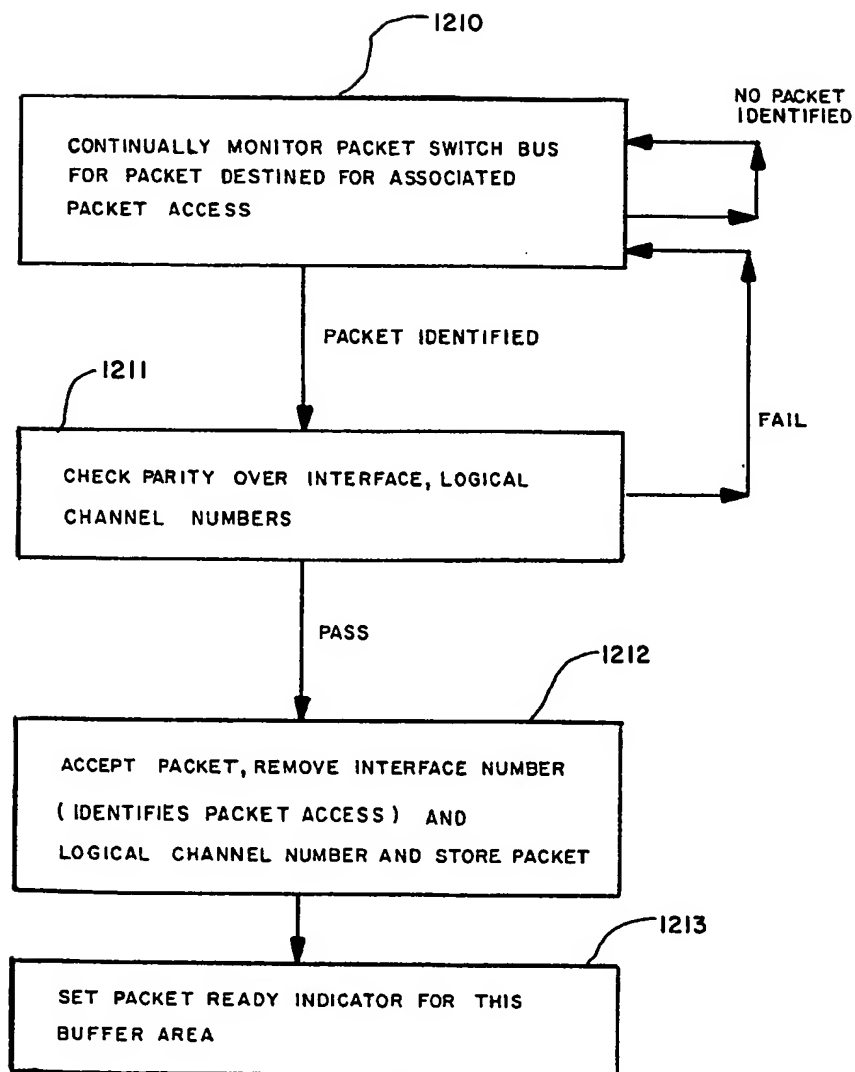 1210
NO PACKET
IDENTIFIED
CONTINUALLY MONITOR PACKET SWITCH BUS
FOR PACKET DESTINED FOR ASSOCIATED
PACKET ACCESS
PACKET IDENTIFIED
1211
FAIL
CHECK PARITY OVER INTERFACE, LOGICAL
CHANNEL NUMBERS
PASS
1212
ACCEPT PACKET, REMOVE INTERFACE NUMBER
(IDENTIFIES PACKET ACCESS) AND
LOGICAL CHANNEL NUMBER AND STORE PACKET
1213
SET PACKET READY INDICATOR FOR THIS
BUFFER AREA